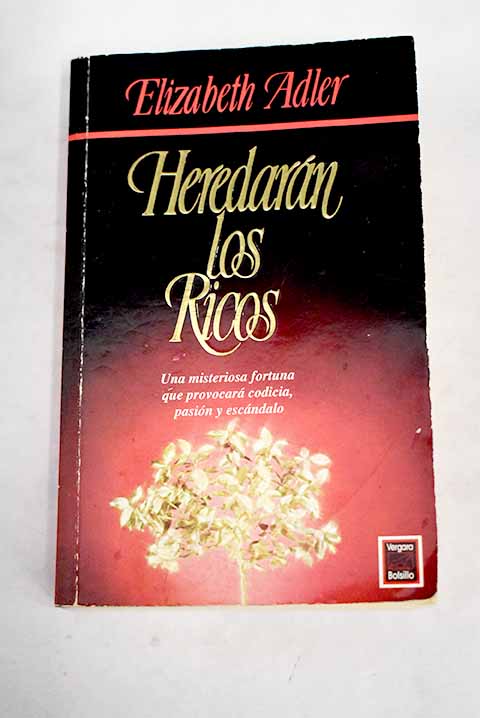 Elizabeth Adler
Heredarán
los
Ricos
Una misteriosa fortuna
que provocará codicia,
pasión y escándalo
Vergara
Bolsillo